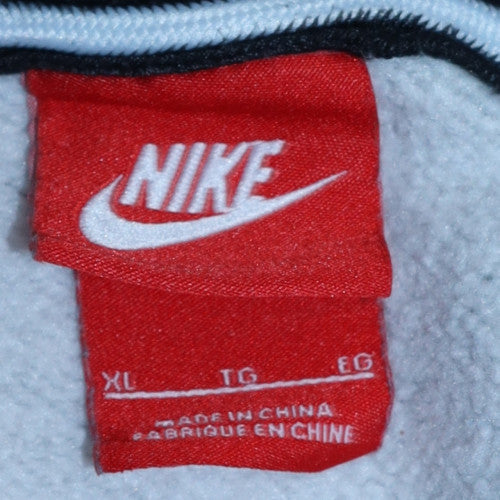 NIKE
XL TG EG
MADE IN CHINA
FABRIQUE EN CHINE